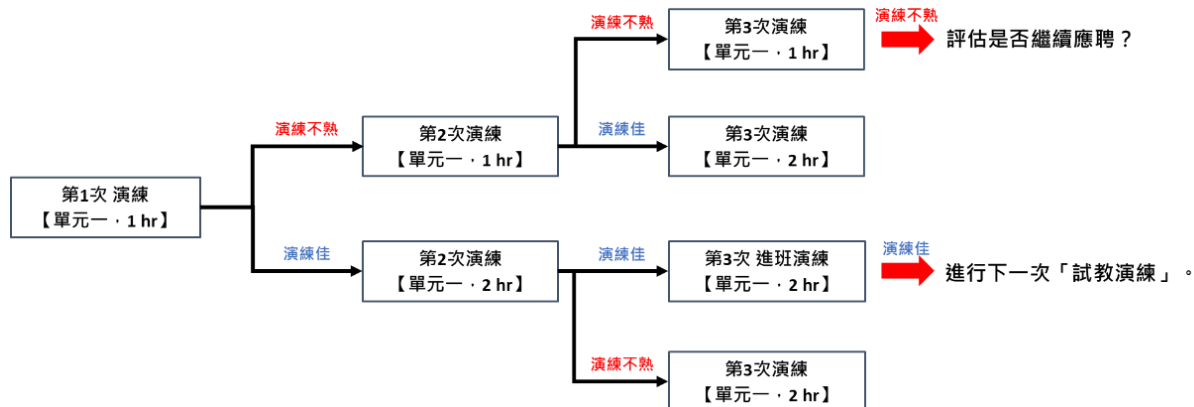 演練不熟
第3次演練
【單元一．1 hr】
演練不熟
評估是否繼續應聘？
演練不熟
第2次演練
【單元一．1 hr】
演練佳
第3次演練
【單元一．2 hr】
第1次 演練
【單元一．1 hr】
演練佳
第2次演練
【單元一．2 hr】
演練佳
第3次 進班演練
【單元一．2 hr】
演練佳
進行下一次「試教演練」。
演練不熟
第3次演練
【單元一．2 hr】